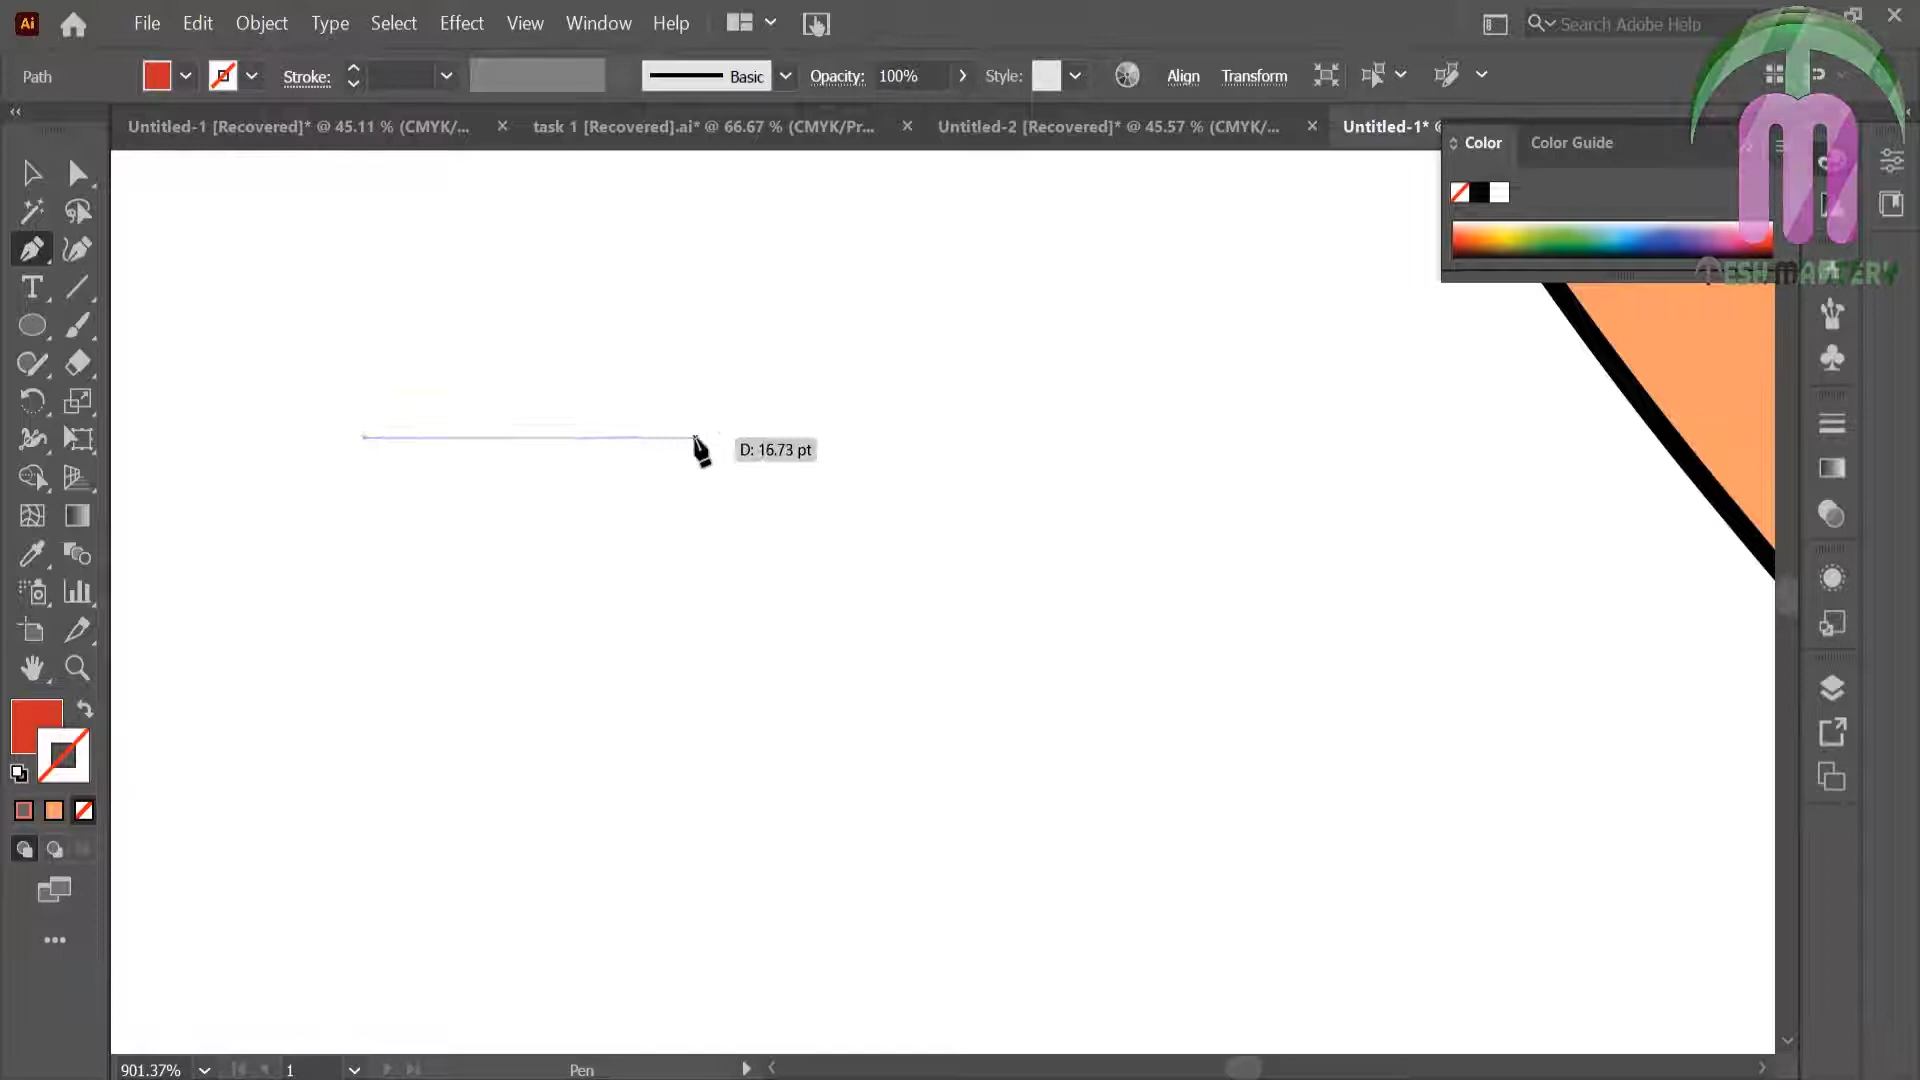 Ai File Edit Object Type Select Effect View Window Help Search Adobe Help
Path Stroke: Basic Opacity: 100% Style: Align Transform
Untitled-1 [Recovered]* @ 45.11 % (CMYK/... task 1 [Recovered].ai* @ 66.67 % (CMYK/Pr... Untitled-2 [Recovered]* @ 45.57 % (CMYK/... Untitled-1* @
Color Color Guide
TESH MASTERY
D: 16.73 pt
901.37% 1 Pen